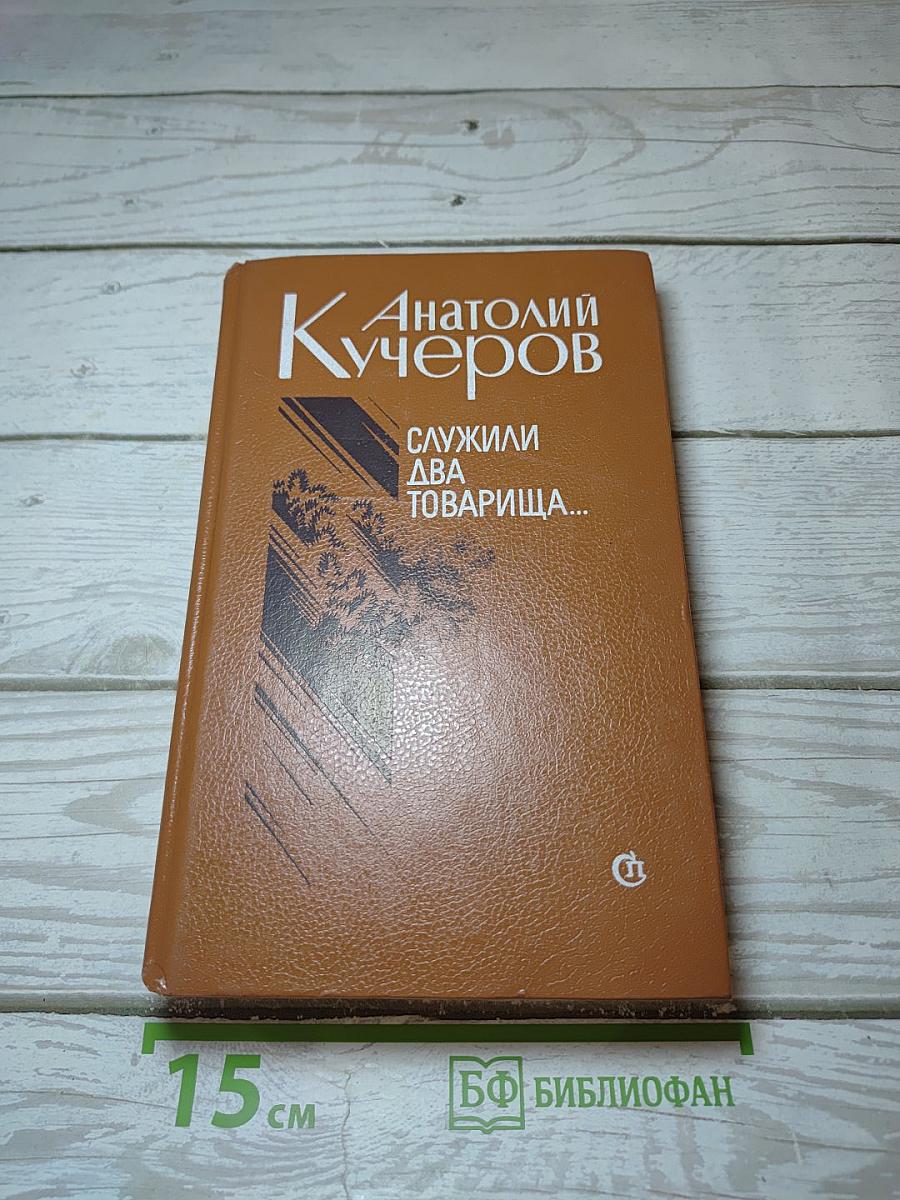 Анатолий
Кучеров
СЛУЖИЛИ
ДВА
ТОВАРИЩА...
СП
15 см
БФ БИБЛИОФАН